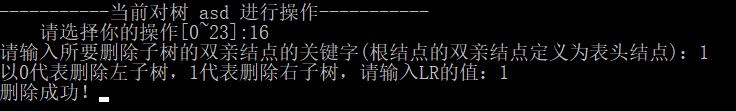 -----------当前对树 asd 进行操作-----------
请选择你的操作[0~23]:16
请输入所要删除子树的双亲结点的关键字(根结点的双亲结点定义为表头结点): 1
以0代表删除左子树，1代表删除右子树，请输入LR的值: 1
删除成功！